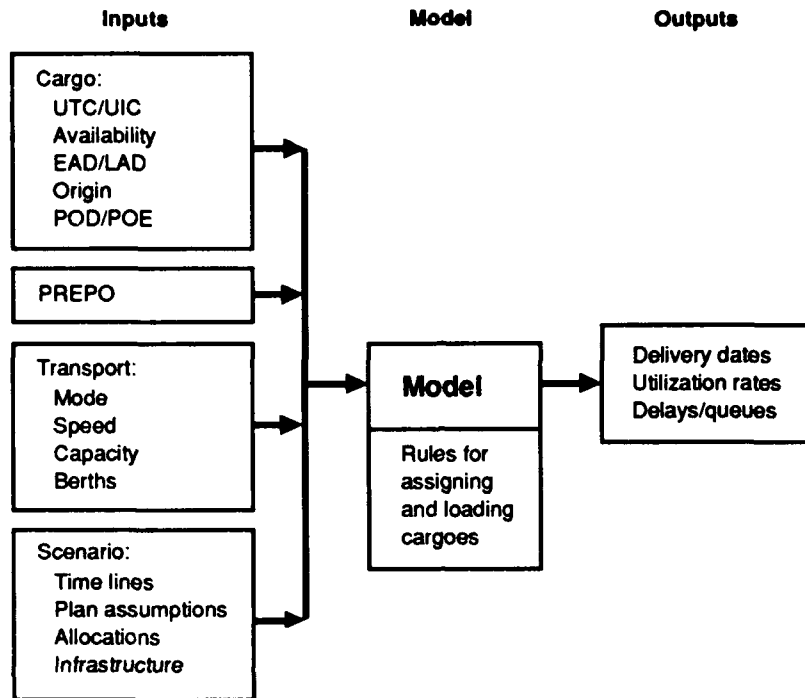 Inputs Model Outputs
Cargo:
UTC/UIC
Availability
EAD/LAD
Origin
POD/POE
PREPO
Transport:
Mode
Speed
Capacity
Berths
Scenario:
Time lines
Plan assumptions
Allocations
Infrastructure
Model
Rules for
assigning
and loading
cargoes
Delivery dates
Utilization rates
Delays/queues